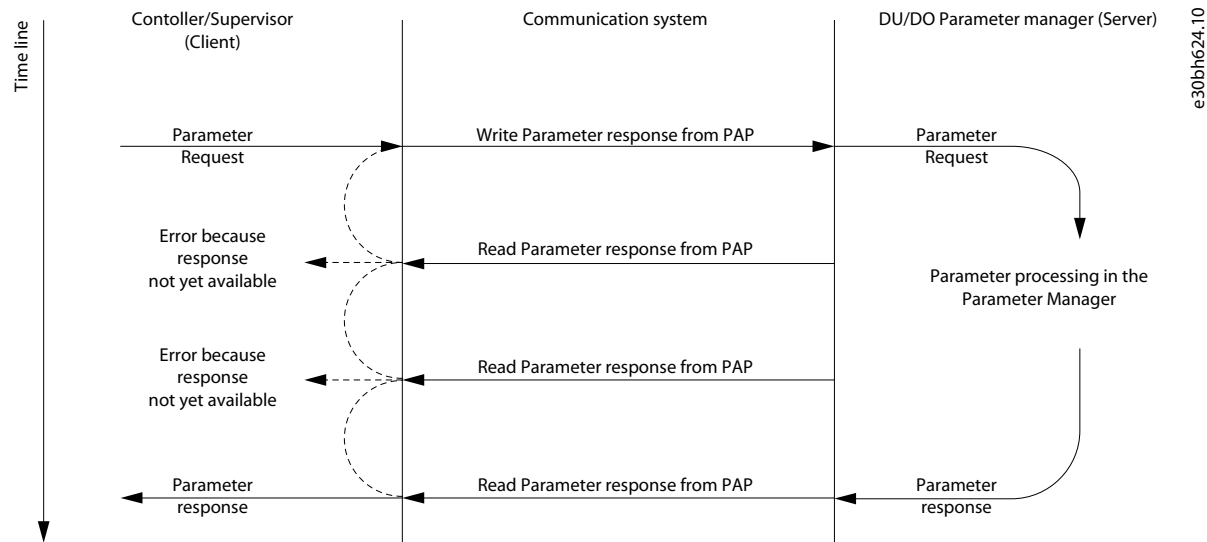 Time line
Contoller/Supervisor
(Client)
Communication system
DU/DO Parameter manager (Server)
e30bh624.10
Parameter
Request
Write Parameter response from PAP
Parameter
Request
Error because
response
not yet available
Read Parameter response from PAP
Parameter processing in the
Parameter Manager
Error because
response
not yet available
Read Parameter response from PAP
Parameter
response
Read Parameter response from PAP
Parameter
response